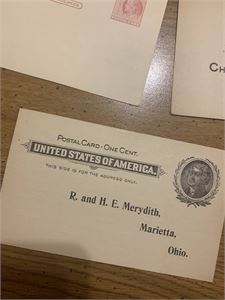 CH
POSTAL CARD - ONE CENT.
UNITED STATES OF AMERICA.
THIS SIDE IS FOR THE ADDRESS ONLY.
R. and H. E. Merydith,
Marietta,
Ohio.